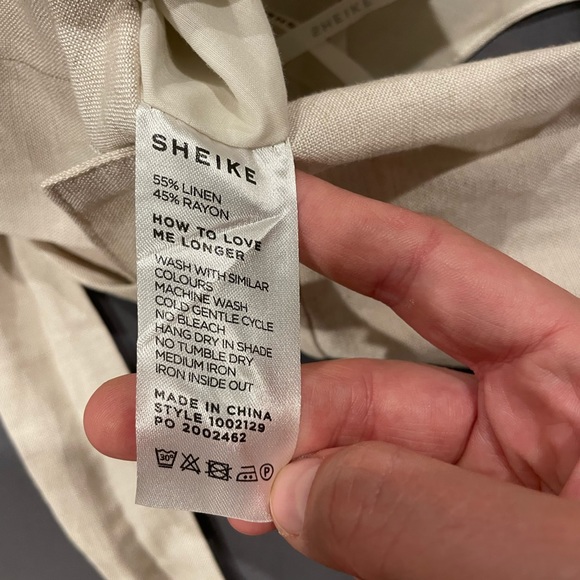 SHEIKE
SHEIKE
55% LINEN
45% RAYON
HOW TO LOVE
ME LONGER
WASH WITH SIMILAR
COLOURS
MACHINE WASH
COLD GENTLE CYCLE
NO BLEACH
HANG DRY IN SHADE
NO TUMBLE DRY
MEDIUM IRON
IRON INSIDE OUT
MADE IN CHINA
STYLE 1002129
PO 2002462
30°
P